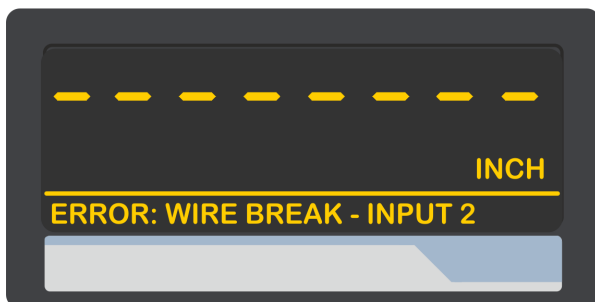 - - - - - - - -
INCH
ERROR: WIRE BREAK - INPUT 2